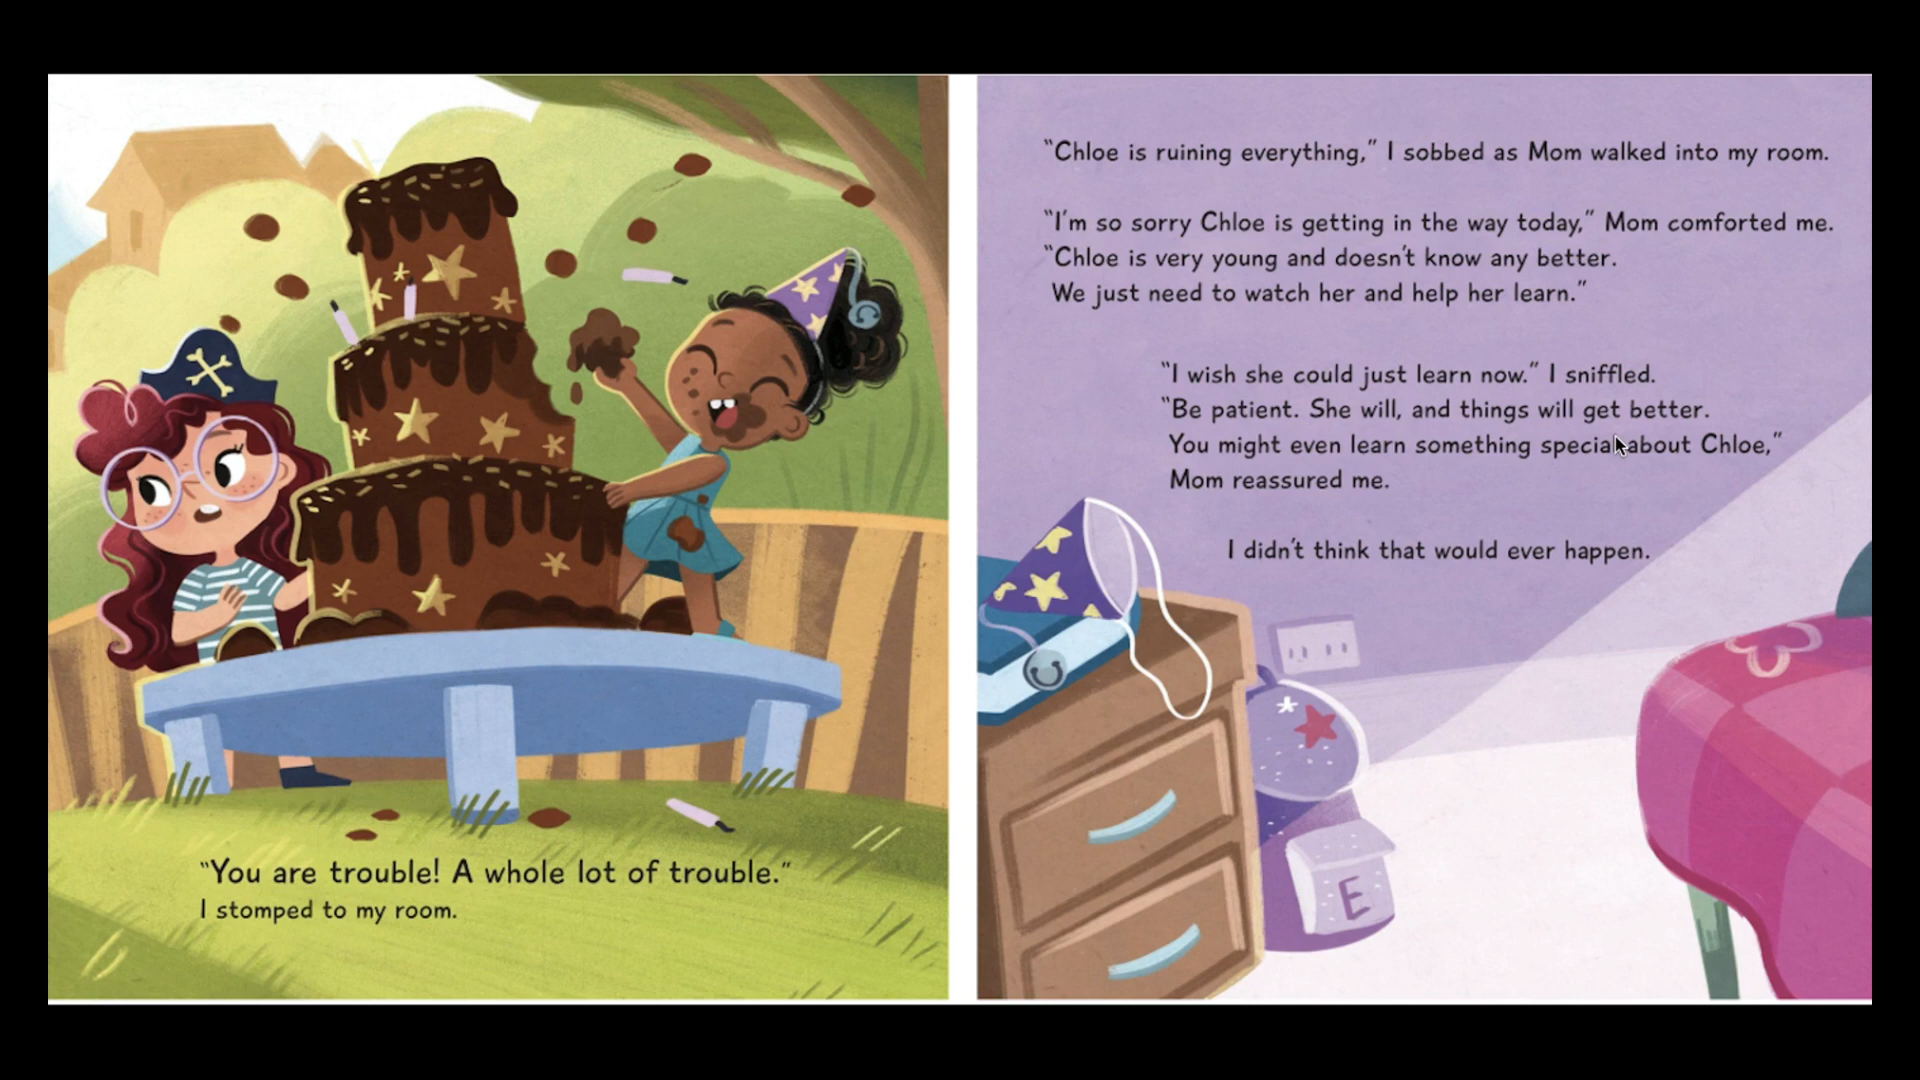 “You are trouble! A whole lot of trouble.”
I stomped to my room.
“Chloe is ruining everything,” I sobbed as Mom walked into my room.
“I’m so sorry Chloe is getting in the way today,” Mom comforted me.
“Chloe is very young and doesn’t know any better.
We just need to watch her and help her learn.”
“I wish she could just learn now.” I sniffled.
“Be patient. She will, and things will get better.
You might even learn something special about Chloe,”
Mom reassured me.
I didn’t think that would ever happen.
E